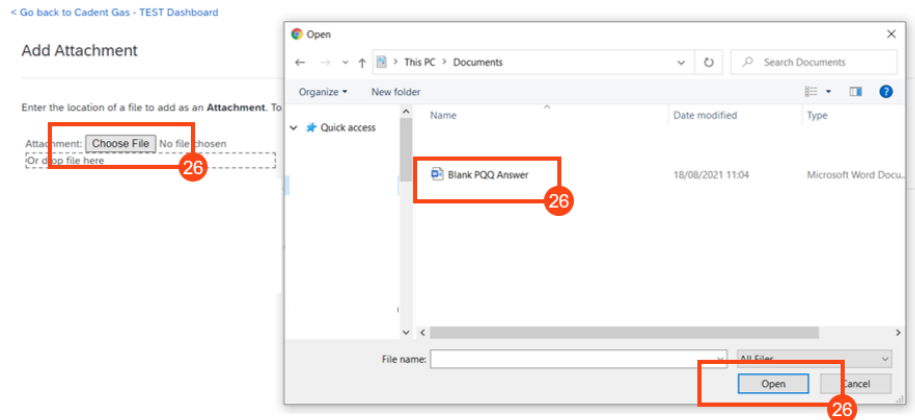 < Go back to Cadent Gas - TEST Dashboard
Add Attachment
Enter the location of a file to add as an Attachment. To
Attachment: Choose File No file chosen
Or drop file here
26
Open
This PC > Documents
Search Documents
Organize New folder
Name Date modified Type
Quick access
Blank PQQ Answer 18/08/2021 11:04 Microsoft Word Docu...
26
File name:
All Files
Open Cancel
26